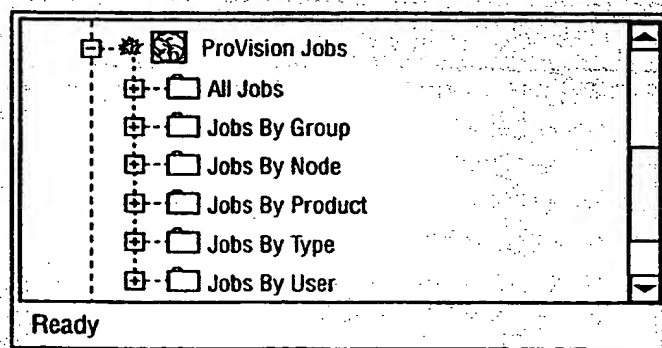 ProVision Jobs
All Jobs
Jobs By Group
Jobs By Node
Jobs By Product
Jobs By Type
Jobs By User
Ready